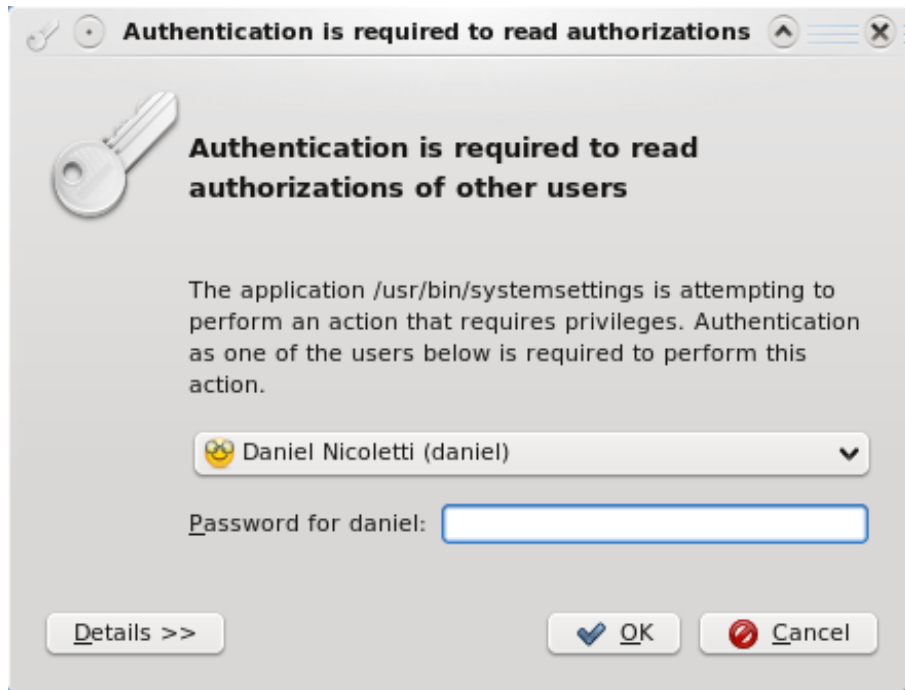 Authentication is required to read authorizations
Authentication is required to read
authorizations of other users
The application /usr/bin/systemsettings is attempting to
perform an action that requires privileges. Authentication
as one of the users below is required to perform this
action.
Daniel Nicoletti (daniel)
Password for daniel:
Details >> OK Cancel